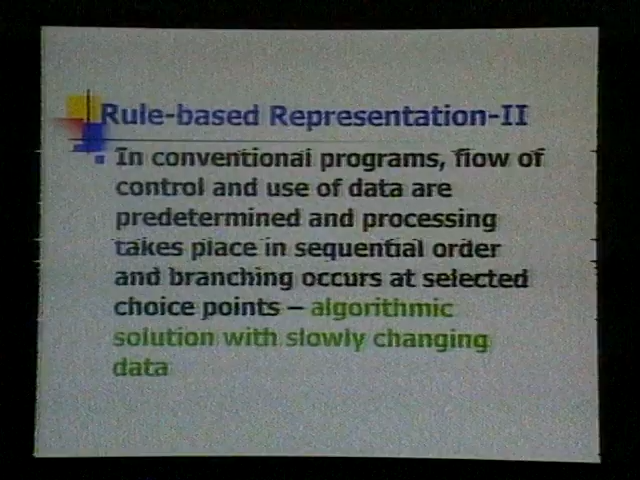 Rule-based Representation-II
In conventional programs, flow of
control and use of data are
predetermined and processing
takes place in sequential order
and branching occurs at selected
choice points – algorithmic
solution with slowly changing
data